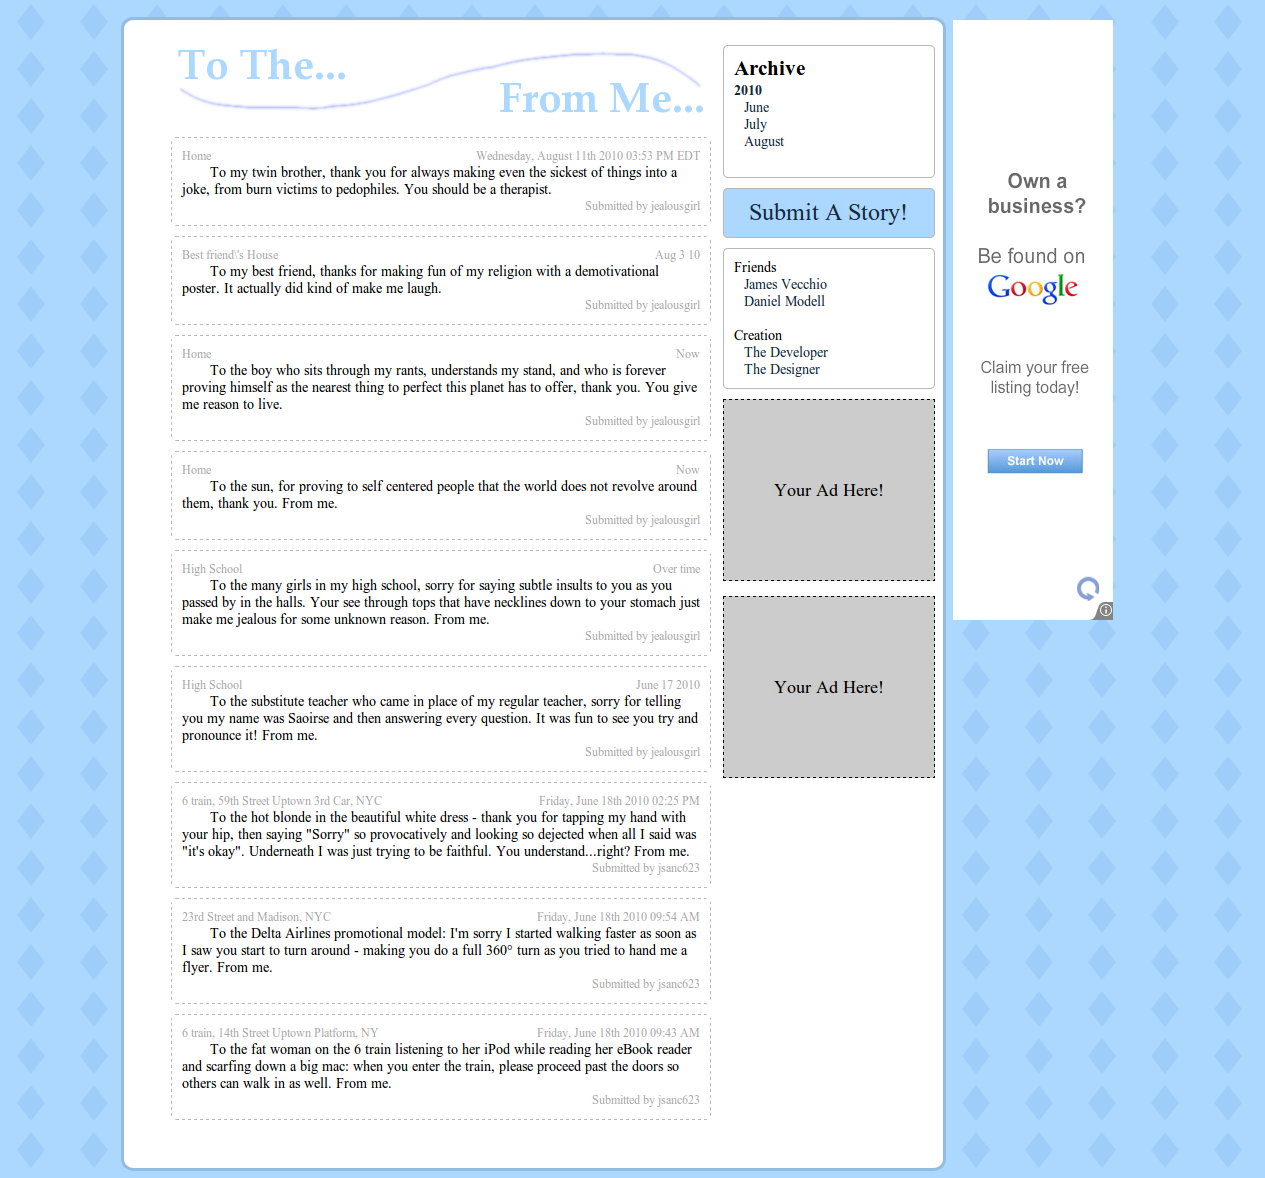 To The...
From Me...
Home Wednesday, August 11th 2010 03:53 PM EDT
To my twin brother, thank you for always making even the sickest of things into a
joke, from burn victims to pedophiles. You should be a therapist.
Submitted by jealousgirl
Best friend\'s House Aug 3 10
To my best friend, thanks for making fun of my religion with a demotivational
poster. It actually did kind of make me laugh.
Submitted by jealousgirl
Home Now
To the boy who sits through my rants, understands my stand, and who is forever
proving himself as the nearest thing to perfect this planet has to offer, thank you. You give
me reason to live.
Submitted by jealousgirl
Home Now
To the sun, for proving to self centered people that the world does not revolve around
them, thank you. From me.
Submitted by jealousgirl
High School Over time
To the many girls in my high school, sorry for saying subtle insults to you as you
passed by in the halls. Your see through tops that have necklines down to your stomach just
make me jealous for some unknown reason. From me.
Submitted by jealousgirl
High School June 17 2010
To the substitute teacher who came in place of my regular teacher, sorry for telling
you my name was Saoirse and then answering every question. It was fun to see you try and
pronounce it! From me.
Submitted by jealousgirl
6 train, 59th Street Uptown 3rd Car, NYC Friday, June 18th 2010 02:25 PM
To the hot blonde in the beautiful white dress - thank you for tapping my hand with
your hip, then saying "Sorry" so provocatively and looking so dejected when all I said was
"it's okay". Underneath I was just trying to be faithful. You understand...right? From me.
Submitted by jsanc623
23rd Street and Madison, NYC Friday, June 18th 2010 09:54 AM
To the Delta Airlines promotional model: I'm sorry I started walking faster as soon as
I saw you start to turn around - making you do a full 360° turn as you tried to hand me a
flyer. From me.
Submitted by jsanc623
6 train, 14th Street Uptown Platform, NY Friday, June 18th 2010 09:43 AM
To the fat woman on the 6 train listening to her iPod while reading her eBook reader
and scarfing down a big mac: when you enter the train, please proceed past the doors so
others can walk in as well. From me.
Submitted by jsanc623
Archive
2010
June
July
August
Submit A Story!
Friends
James Vecchio
Daniel Modell
Creation
The Developer
The Designer
Your Ad Here!
Your Ad Here!
Own a
business?
Be found on
Google
Claim your free
listing today!
Start Now